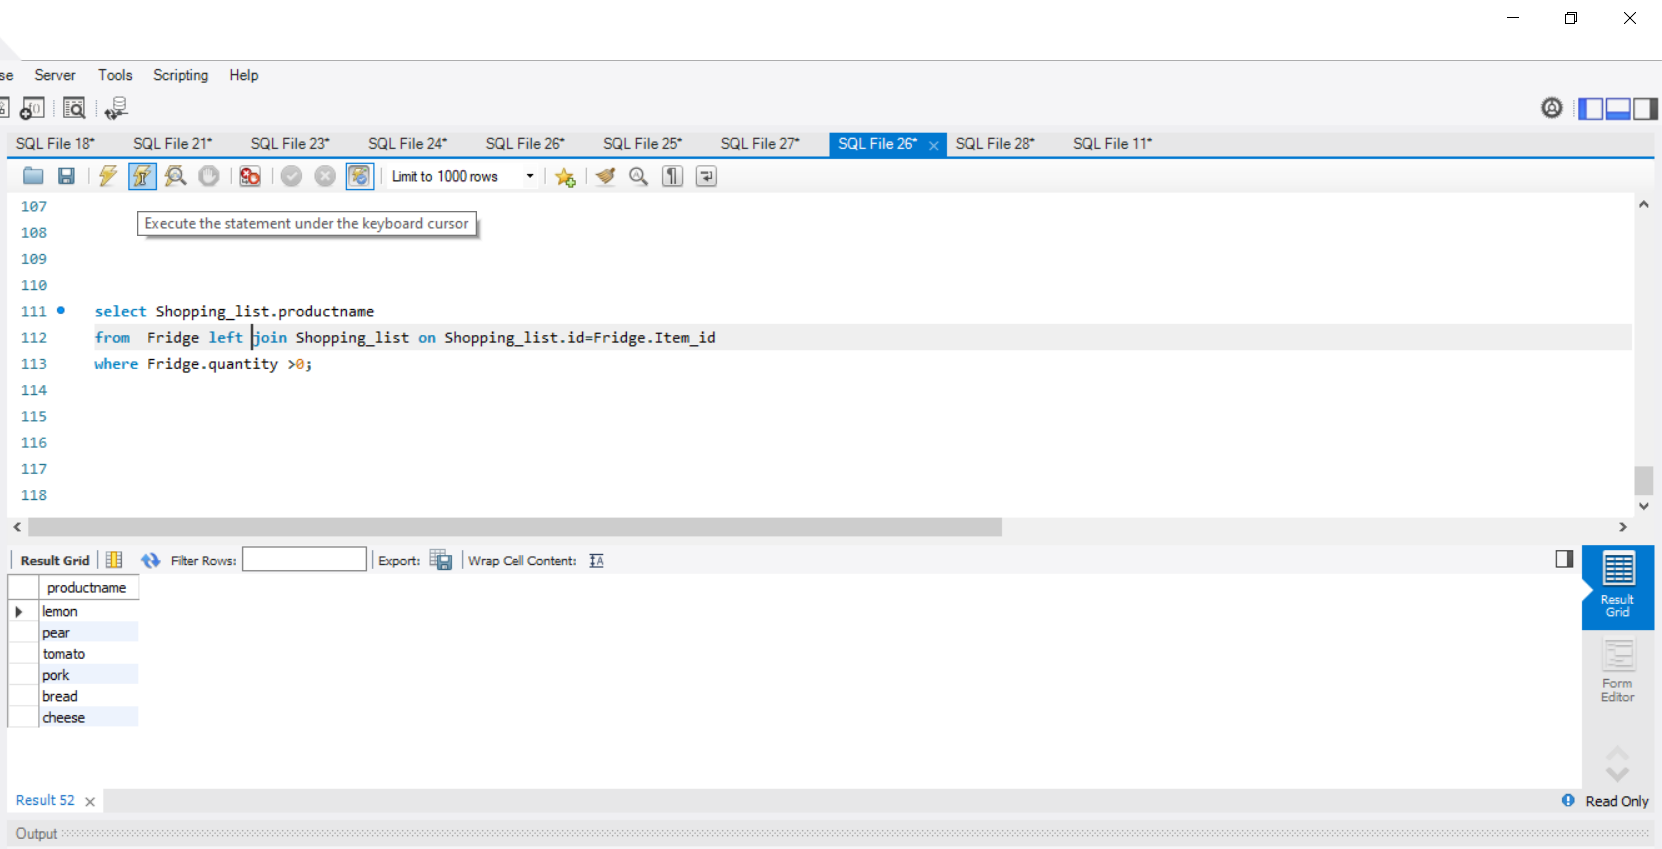 se Server Tools Scripting Help
SQL File 18* SQL File 21* SQL File 23* SQL File 24* SQL File 26* SQL File 25* SQL File 27* SQL File 26* SQL File 28* SQL File 11*
Limit to 1000 rows
107
Execute the statement under the keyboard cursor
108
109
110
111 select Shopping_list.productname
112 from  Fridge left join Shopping_list on Shopping_list.id=Fridge.Item_id
113 where Fridge.quantity >0;
114
115
116
117
118
Result Grid Filter Rows: Export: Wrap Cell Content:
productname
lemon
pear
tomato
pork
bread
cheese
Result
Grid
Form
Editor
Result 52 Read Only
Output